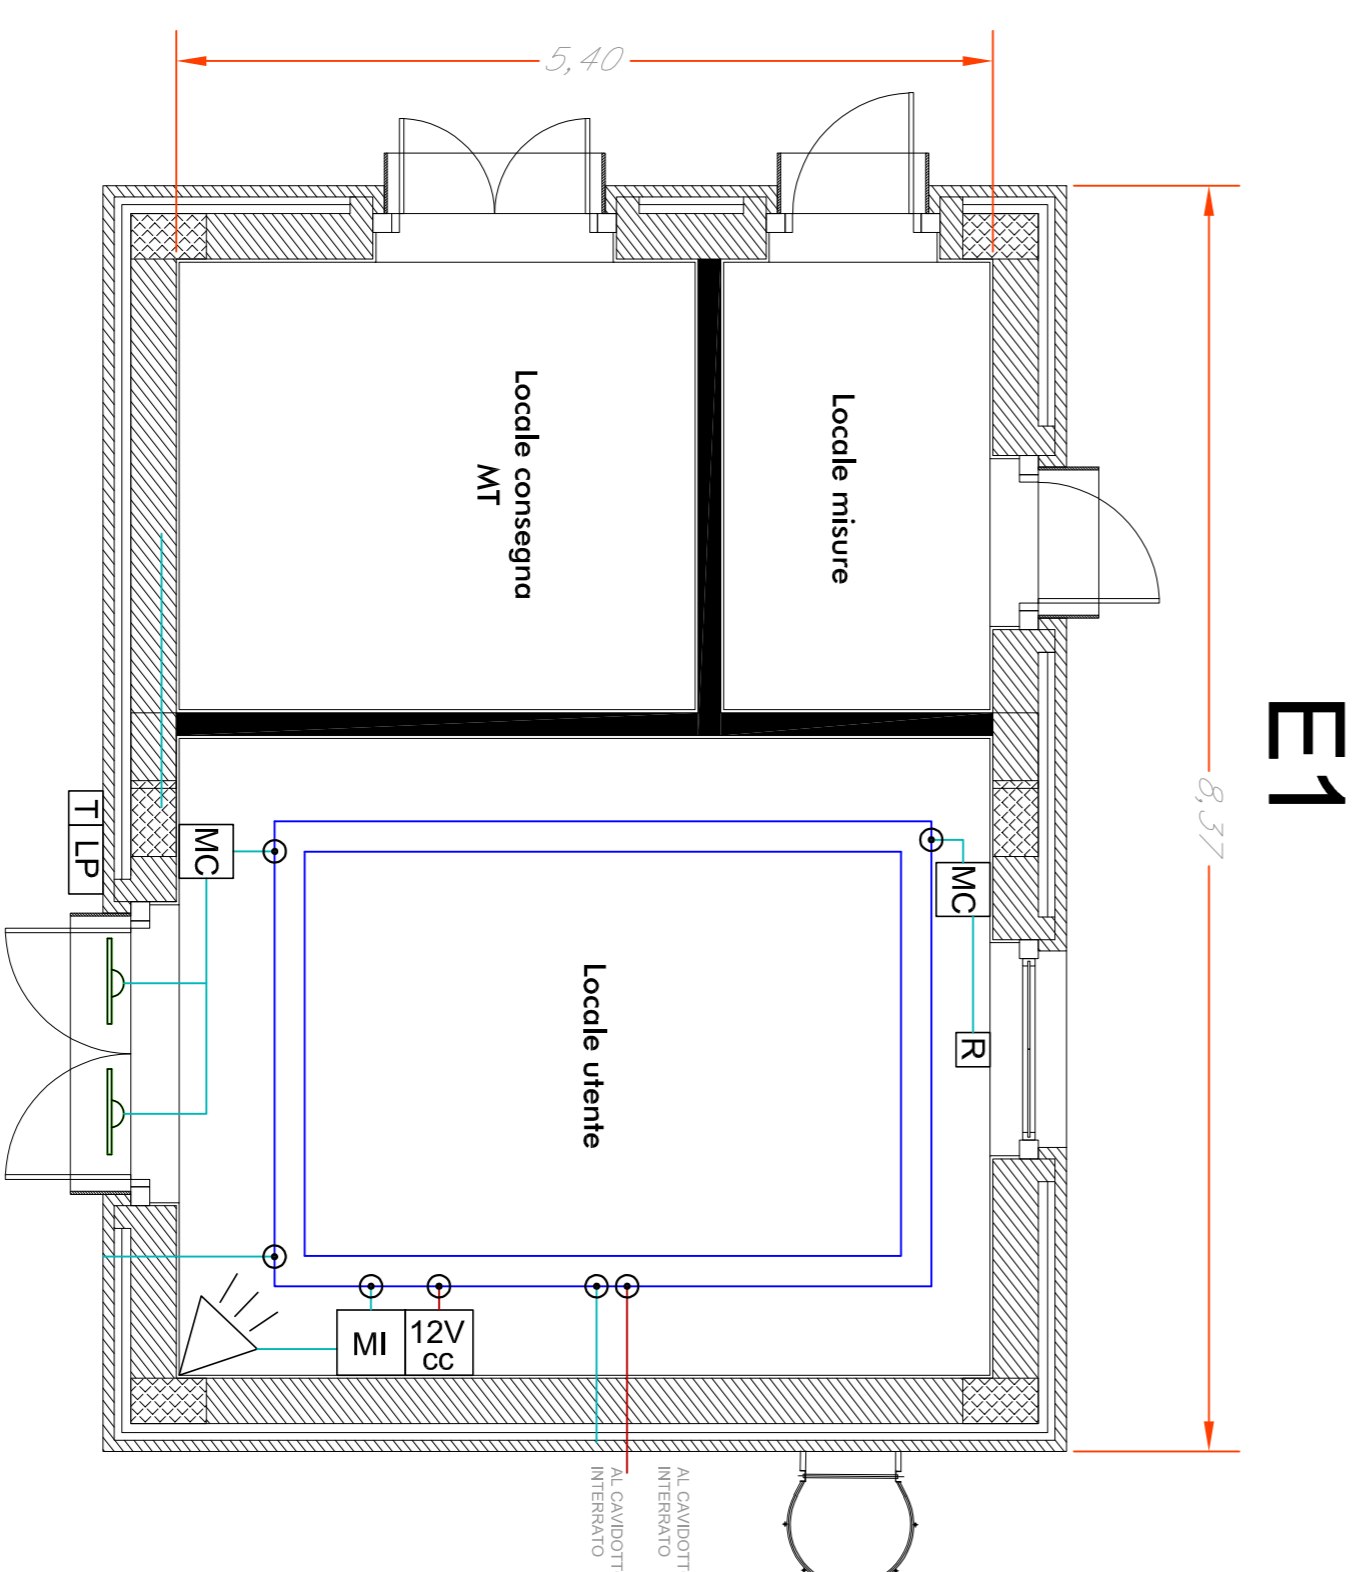 E1
5,40
8,37
Locale misure
Locale consegna
MT
Locale utente
T
LP
MC
MC
R
MI
12V
cc
AL CAVIDOTT
INTERRATO
AL CAVIDOTT
INTERRATO